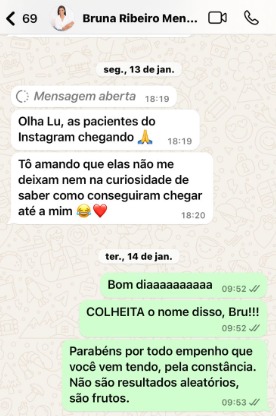 69
Bruna Ribeiro Men...
seg., 13 de jan.
Mensagem aberta 18:19
Olha Lu, as pacientes do
Instagram chegando 🙏 18:19
Tô amando que elas não me
deixam nem na curiosidade de
saber como conseguiram chegar
até a mim 😂❤️ 18:20
ter., 14 de jan.
Bom diaaaaaaaaaaa 09:52
COLHEITA o nome disso, Bru!!!
09:52
Parabéns por todo empenho que
você vem tendo, pela constância.
Não são resultados aleatórios,
são frutos. 09:53